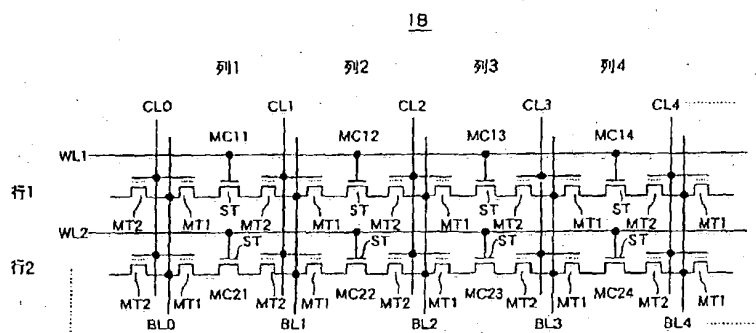 1B
列1 列2 列3 列4
CL0 CL1 CL2 CL3 CL4
MC11 MC12 MC13 MC14
WL1
行1
ST ST ST ST
MT2 MT1 MT2 MT1 MT2 MT1 MT2 MT1 MT2 MT1
WL2
ST ST ST ST
行2
MT2 MT1 MC21 MT2 MT1 MC22 MT2 MT1 MC23 MT2 MT1 MC24 MT2 MT1
BL0 BL1 BL2 BL3 BL4